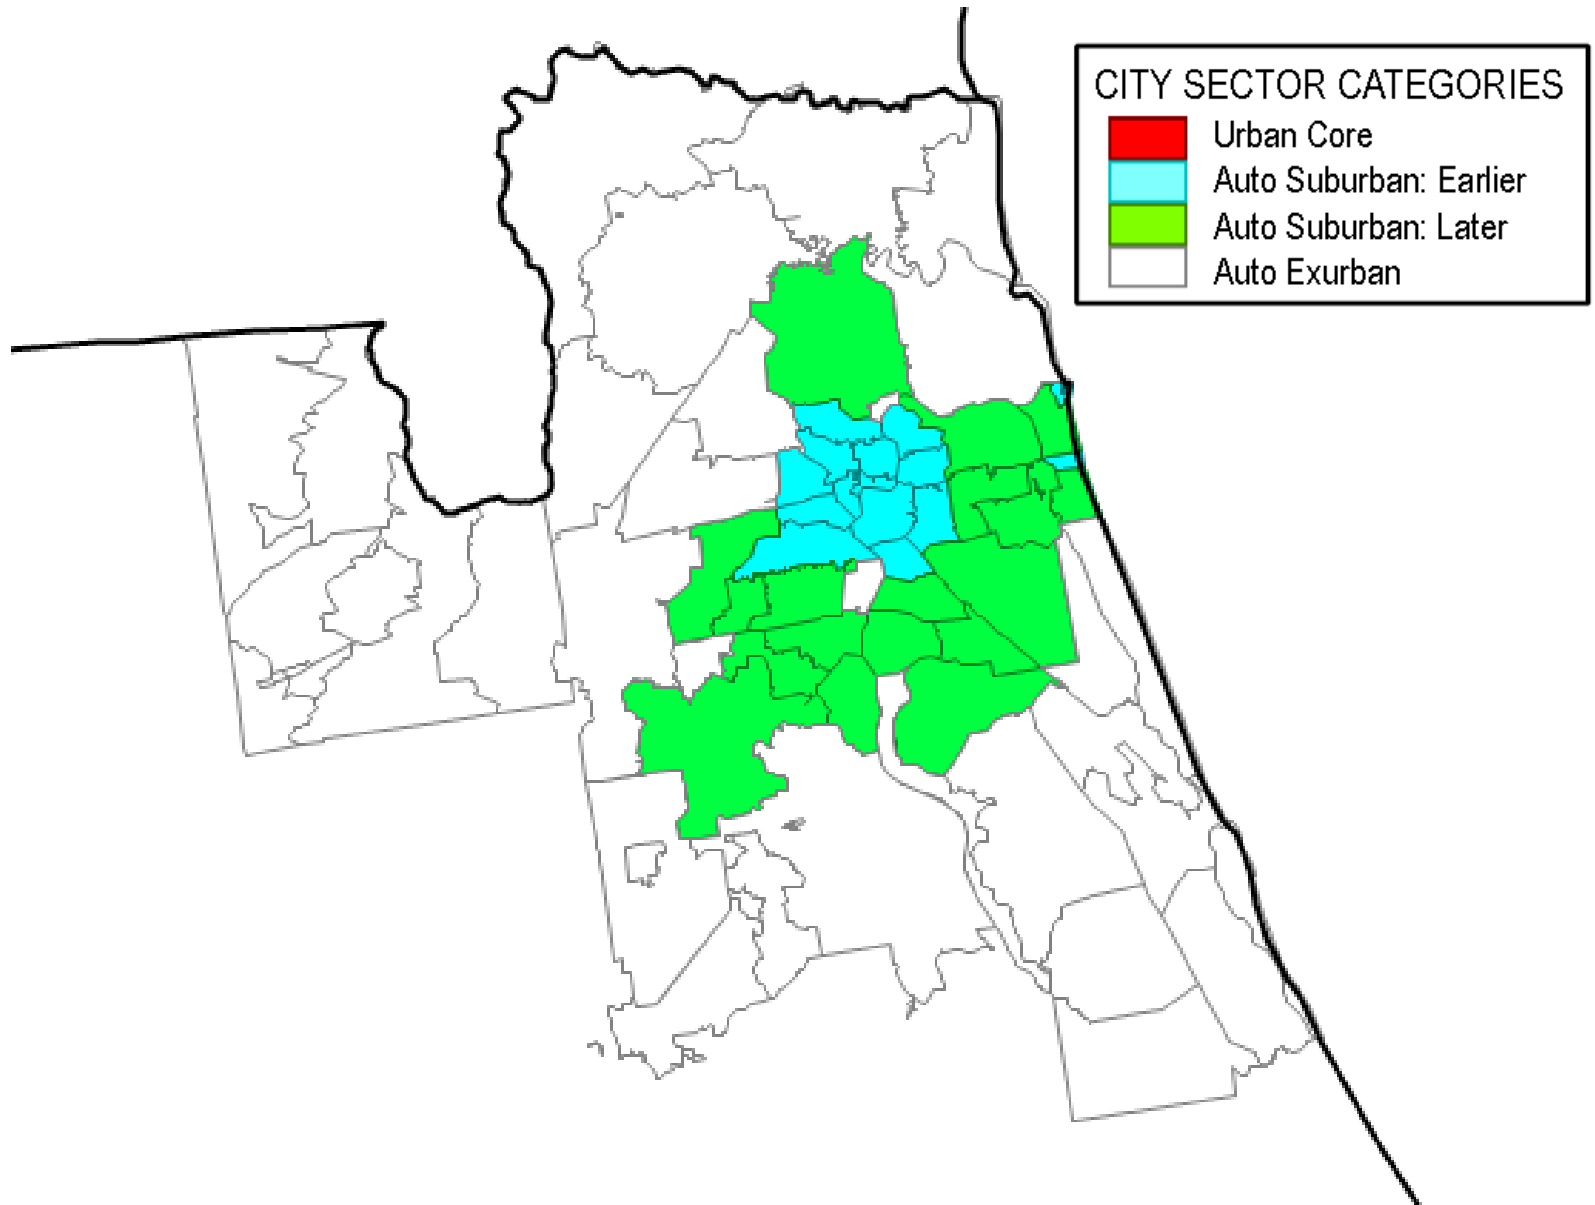 CITY SECTOR CATEGORIES
Urban Core
Auto Suburban: Earlier
Auto Suburban: Later
Auto Exurban